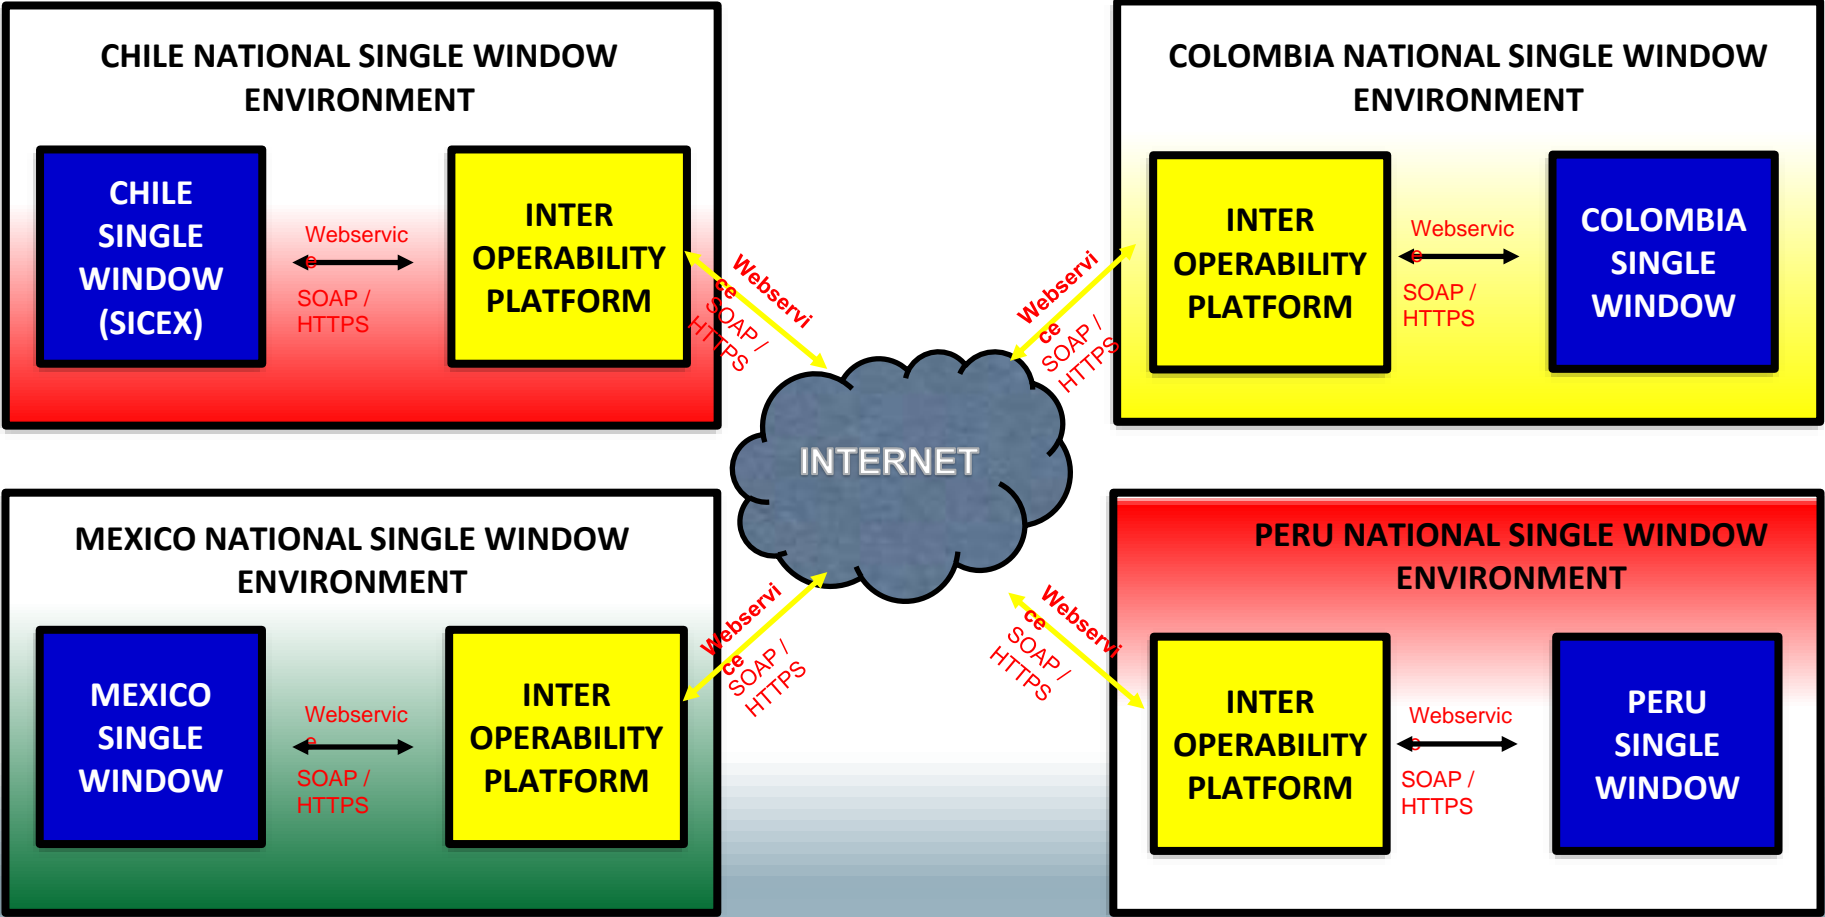 CHILE NATIONAL SINGLE WINDOW
ENVIRONMENT
CHILE
SINGLE
WINDOW
(SICEX)
Webservic
e
SOAP /
HTTPS
INTER
OPERABILITY
PLATFORM
Webservi
ce
SOAP /
HTTPS
COLOMBIA NATIONAL SINGLE WINDOW
ENVIRONMENT
Webservi
ce
SOAP /
HTTPS
INTER
OPERABILITY
PLATFORM
Webservic
e
SOAP /
HTTPS
COLOMBIA
SINGLE
WINDOW
INTERNET
MEXICO NATIONAL SINGLE WINDOW
ENVIRONMENT
MEXICO
SINGLE
WINDOW
Webservic
e
SOAP /
HTTPS
INTER
OPERABILITY
PLATFORM
Webservi
ce
SOAP /
HTTPS
PERU NATIONAL SINGLE WINDOW
ENVIRONMENT
Webservi
ce
SOAP /
HTTPS
INTER
OPERABILITY
PLATFORM
Webservic
e
SOAP /
HTTPS
PERU
SINGLE
WINDOW